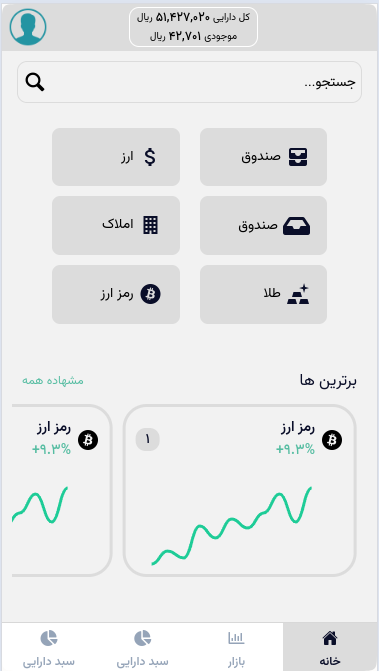 کل دارایی ۵۱,۴۲۷,۰۲۰ ریال
موجودی ۴۲,۷۰۱ ریال
جستجو...
صندوق
ارز
صندوق
املاک
طلا
رمز ارز
برترین ها
مشهاده همه
رمز ارز
+۹.۳%
۱
رمز ارز
+۹.۳%
خانه
بازار
سبد دارایی
سبد دارایی